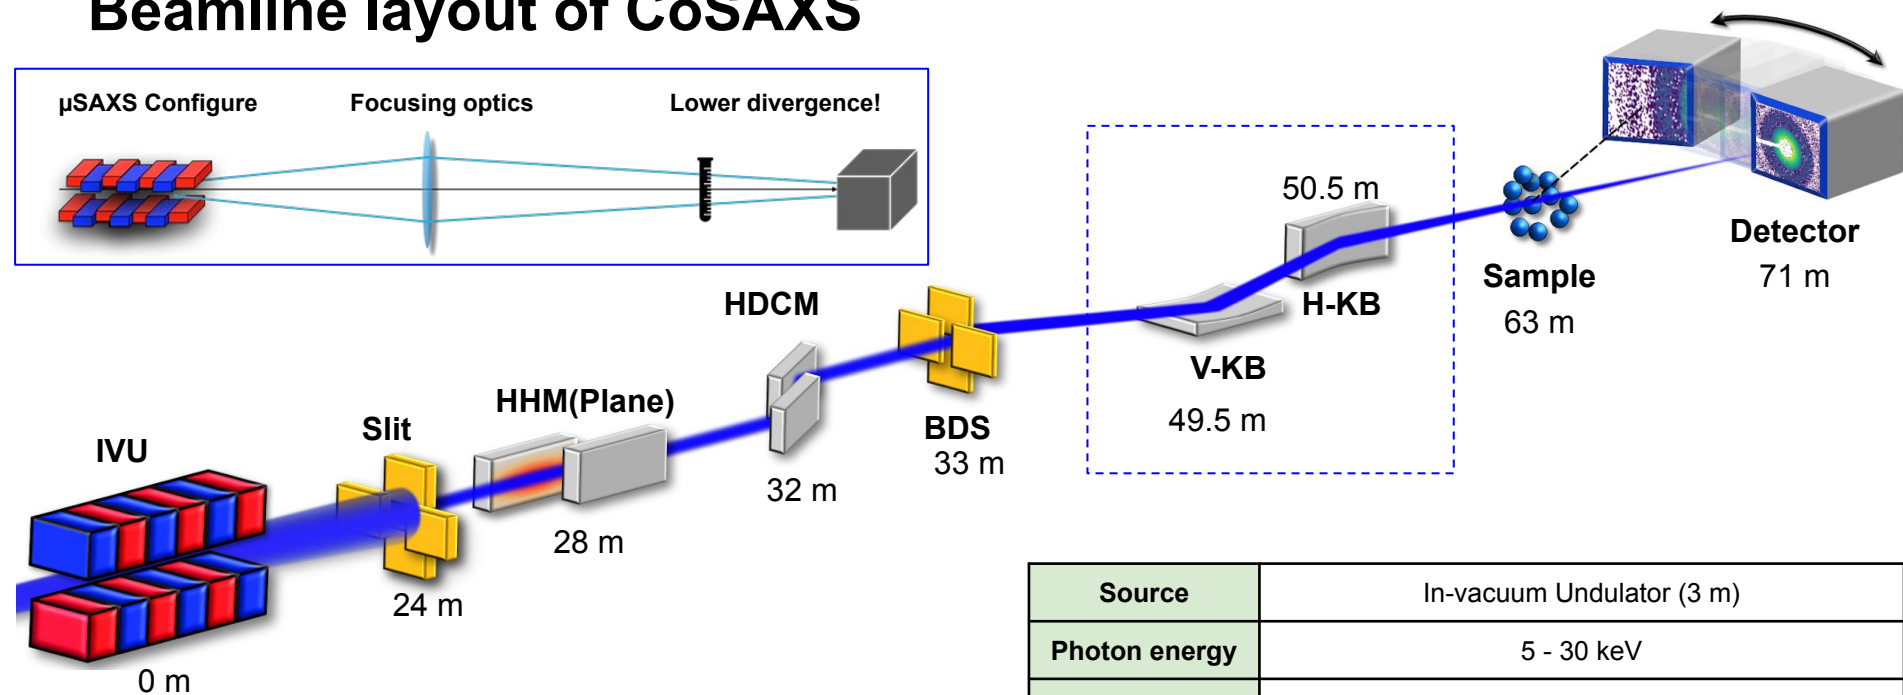 Beamline layout of CoSAXS
µSAXS Configure
Focusing optics
Lower divergence!
50.5 m
Detector
71 m
Sample
63 m
HDCM
H-KB
V-KB
49.5 m
HHM(Plane)
BDS
33 m
Slit
IVU
32 m
28 m
24 m
0 m
Source In-vacuum Undulator (3 m)
Photon energy 5 - 30 keV